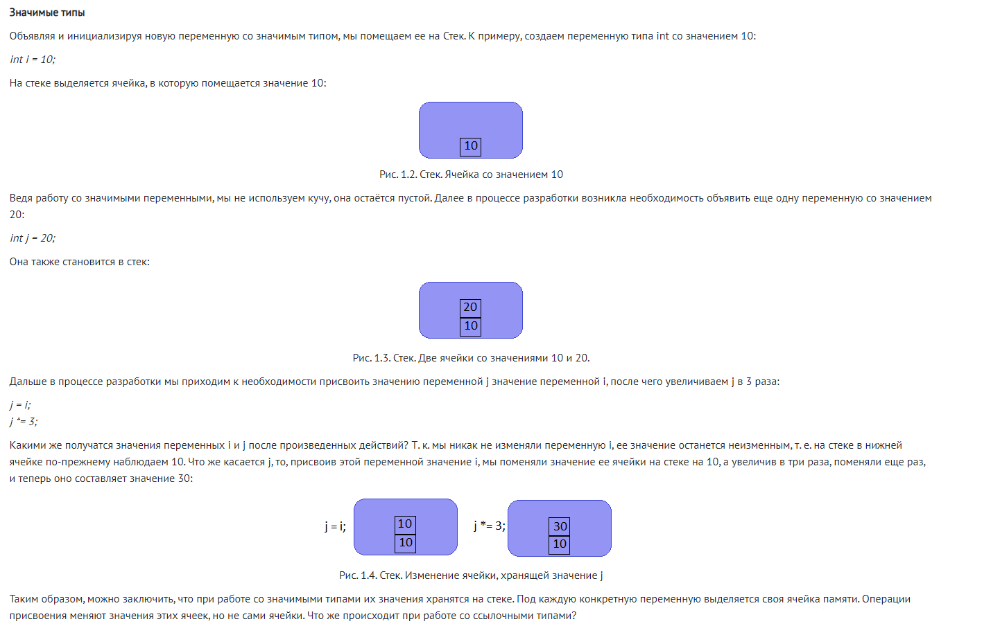 Значимые типы
Объявляя и инициализируя новую переменную со значимым типом, мы помещаем ее на Стек. К примеру, создаем переменную типа int со значением 10:
int i = 10;
На стеке выделяется ячейка, в которую помещается значение 10:
10
Рис. 1.2. Стек. Ячейка со значением 10
Ведя работу со значимыми переменными, мы не используем кучу, она остаётся пустой. Далее в процессе разработки возникла необходимость объявить еще одну переменную со значением
20:
int j = 20;
Она также становится в стек:
20
10
Рис. 1.3. Стек. Две ячейки со значениями 10 и 20.
Дальше в процессе разработки мы приходим к необходимости присвоить значению переменной j значение переменной i, после чего увеличиваем j в 3 раза:
j = i;
j *= 3;
Какими же получатся значения переменных i и j после произведенных действий? Т. к. мы никак не изменяли переменную i, ее значение останется неизменным, т. е. на стеке в нижней
ячейке по-прежнему наблюдаем 10. Что же касается j, то, присвоив этой переменной значение i, мы поменяли значение ее ячейки на стеке на 10, а увеличив в три раза, поменяли еще раз,
и теперь оно составляет значение 30:
j = i;
10
10
j *= 3;
30
10
Рис. 1.4. Стек. Изменение ячейки, хранящей значение j
Таким образом, можно заключить, что при работе со значимыми типами их значения хранятся на стеке. Под каждую конкретную переменную выделяется своя ячейка памяти. Операции
присвоения меняют значения этих ячеек, но не сами ячейки. Что же происходит при работе со ссылочными типами?